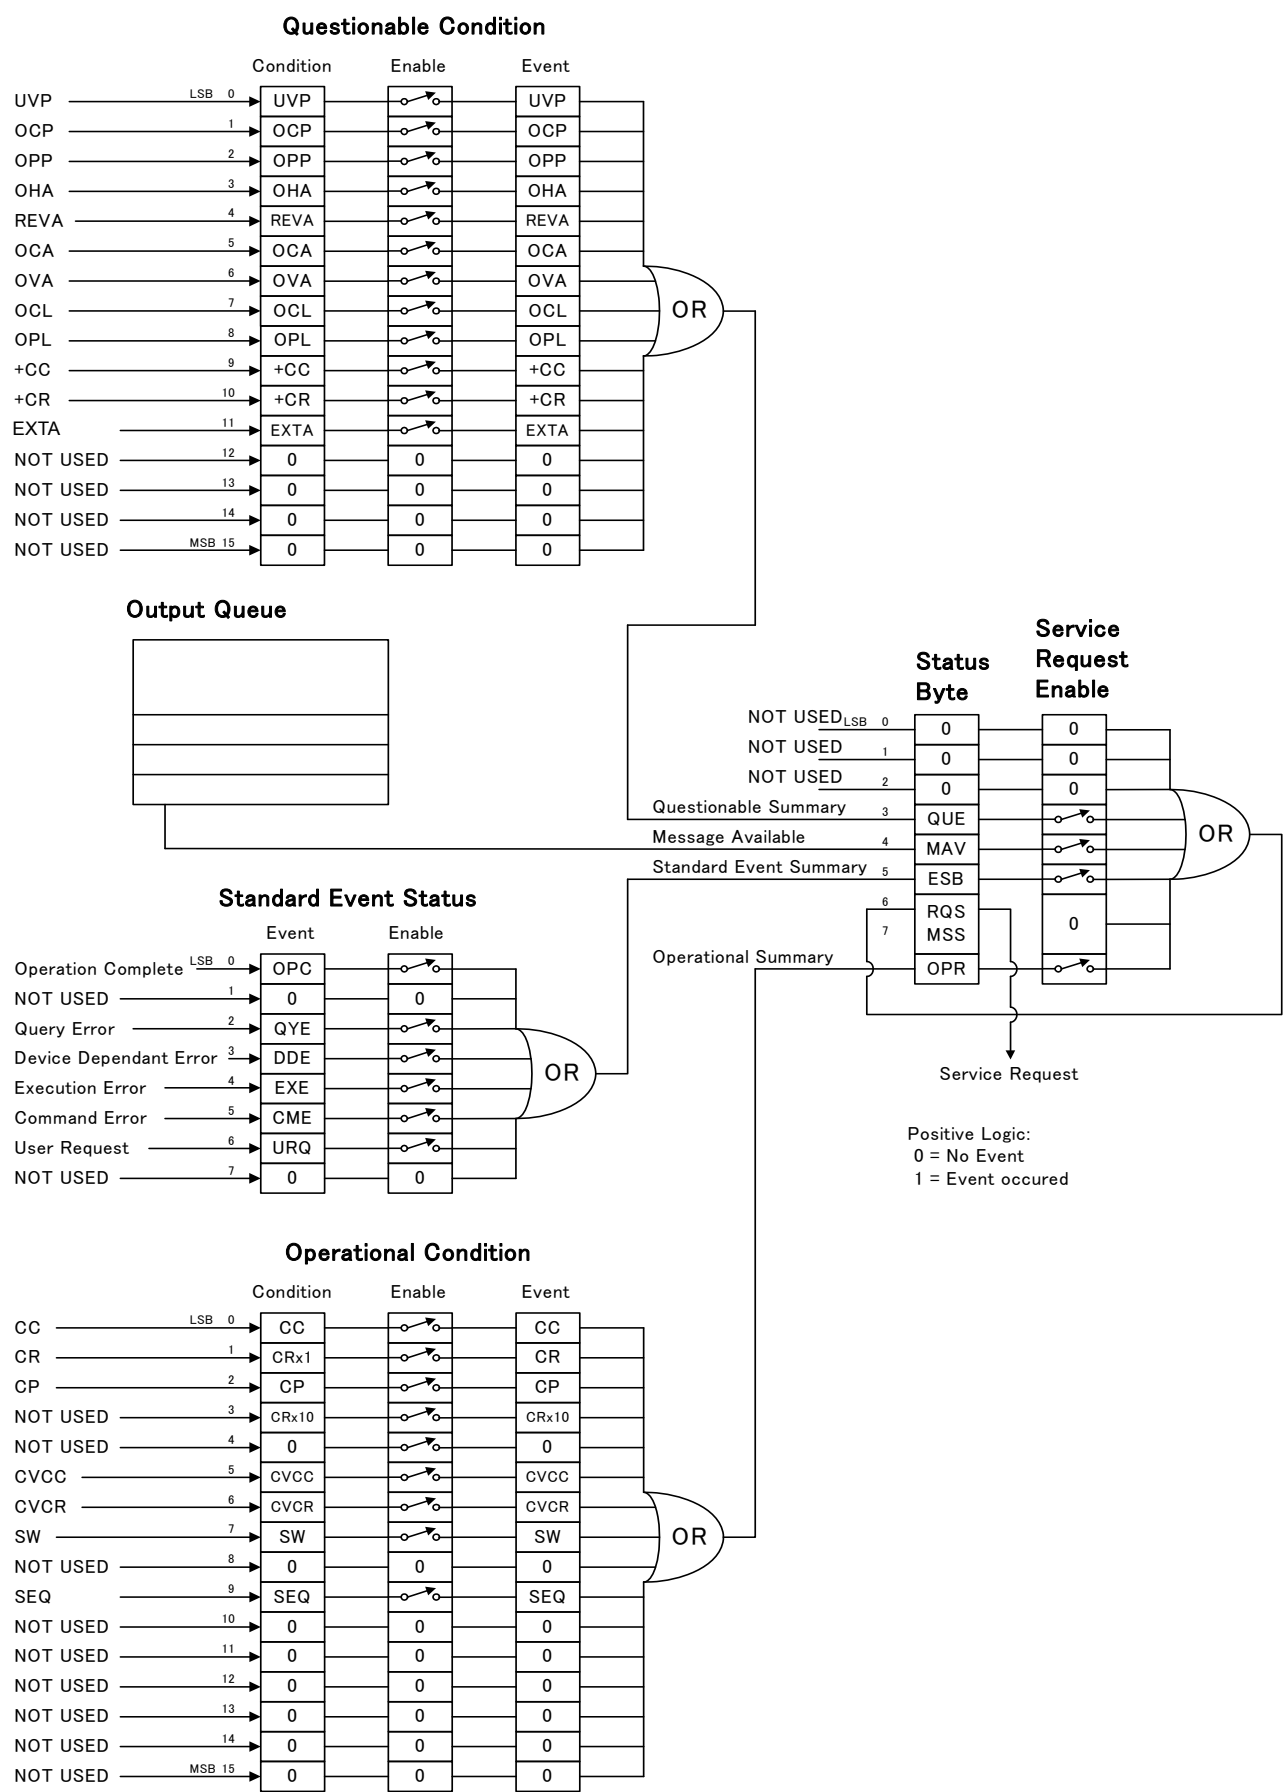 Questionable Condition
Condition Enable Event
UVP LSB 0 UVP UVP
OCP 1 OCP OCP
OPP 2 OPP OPP
OHA 3 OHA OHA
REVA 4 REVA REVA
OCA 5 OCA OCA
OVA 6 OVA OVA
OCL 7 OCL OCL
OPL 8 OPL OPL
+CC 9 +CC +CC
+CR 10 +CR +CR
EXTA 11 EXTA EXTA
NOT USED 12 0 0 0
NOT USED 13 0 0 0
NOT USED 14 0 0 0
NOT USED MSB 15 0 0 0
OR
Output Queue
Status
Byte
Service
Request
Enable
NOT USED LSB 0 0 0
NOT USED 1 0 0
NOT USED 2 0 0
Questionable Summary 3 QUE
Message Available 4 MAV
Standard Event Summary 5 ESB
6 RQS
7 MSS 0
Operational Summary OPR
OR
Service Request
Positive Logic:
0 = No Event
1 = Event occured
Standard Event Status
Event Enable
Operation Complete LSB 0 OPC
NOT USED 1 0 0
Query Error 2 QYE
Device Dependant Error 3 DDE
Execution Error 4 EXE
Command Error 5 CME
User Request 6 URQ
NOT USED 7 0 0
OR
Operational Condition
Condition Enable Event
CC LSB 0 CC CC
CR 1 CRx1 CR
CP 2 CP CP
NOT USED 3 CRx10 CRx10
NOT USED 4 0 0
CVCC 5 CVCC CVCC
CVCR 6 CVCR CVCR
SW 7 SW SW
NOT USED 8 0 0 0
SEQ 9 SEQ SEQ
NOT USED 10 0 0 0
NOT USED 11 0 0 0
NOT USED 12 0 0 0
NOT USED 13 0 0 0
NOT USED 14 0 0 0
NOT USED MSB 15 0 0 0
OR